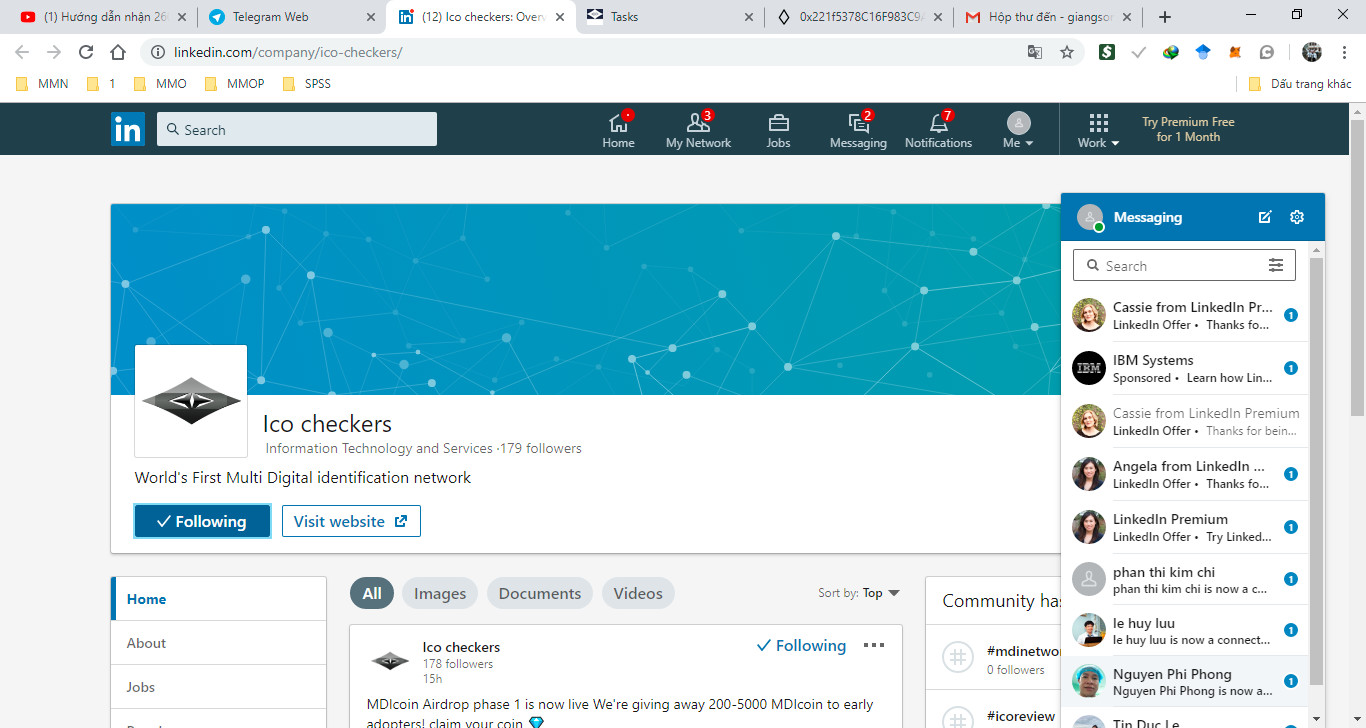 (1) Hướng dẫn nhận 26
Telegram Web
(12) Ico checkers: Over
Tasks
0x221f5378C16F983C9
Hộp thư đến - giangson
linkedin.com/company/ico-checkers/
MMN
1
MMO
MMOP
SPSS
Dấu trang khác
in
Search
Home
3
My Network
Jobs
2
Messaging
7
Notifications
Me
Work
Try Premium Free
for 1 Month
Ico checkers
Information Technology and Services · 179 followers
World's First Multi Digital identification network
Following
Visit website
Home
About
Jobs
All
Images
Documents
Videos
Sort by: Top
Ico checkers
178 followers
15h
Following
MDIcoin Airdrop phase 1 is now live We're giving away 200-5000 MDIcoin to early
adopters! claim your coin 💎
Community has
#mdinetwor
0 followers
#icoreview
Messaging
Search
Cassie from LinkedIn Pr...
LinkedIn Offer • Thanks fo...
1
IBM
IBM Systems
Sponsored • Learn how Lin...
1
Cassie from LinkedIn Premium
LinkedIn Offer • Thanks for bein...
Angela from LinkedIn ...
LinkedIn Offer • Thanks fo...
1
LinkedIn Premium
LinkedIn Offer • Try Linked...
1
phan thi kim chi
phan thi kim chi is now a c...
1
le huy luu
le huy luu is now a connect...
1
Nguyen Phi Phong
Nguyen Phi Phong is now a...
1
Tin Duc Le